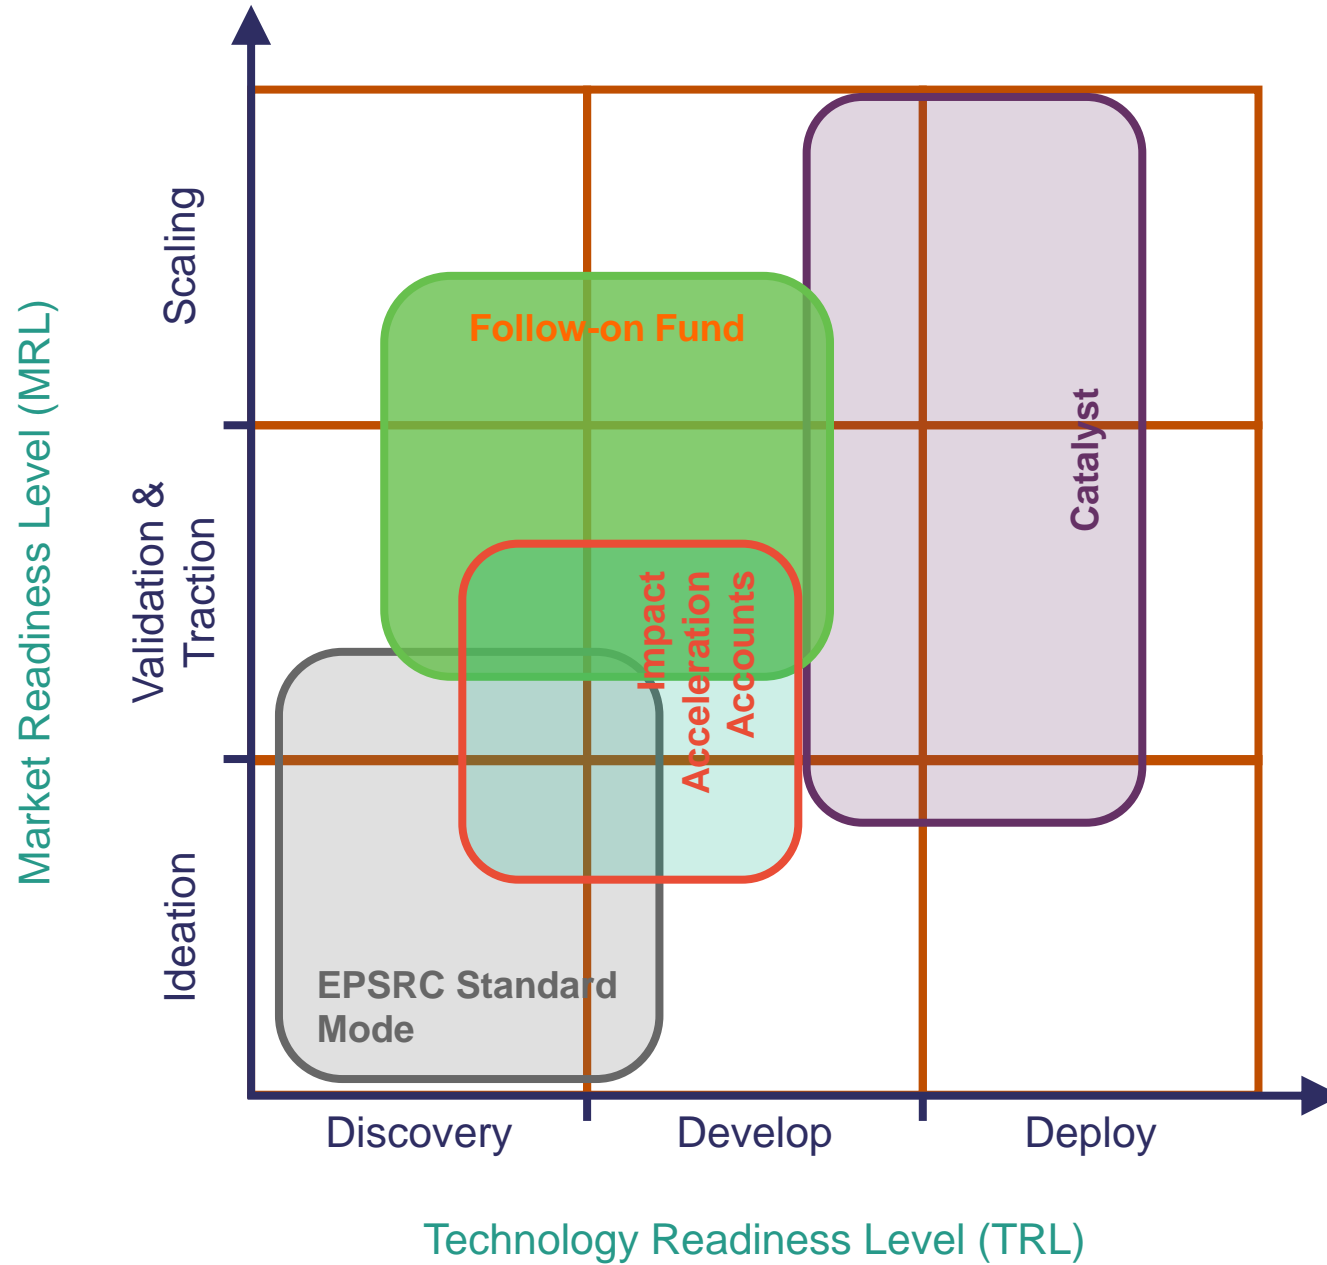 Market Readiness Level (MRL)
Scaling
Validation &
Traction
Ideation
Follow-on Fund
Catalyst
Impact
Acceleration
Accounts
EPSRC Standard
Mode
Discovery
Develop
Deploy
Technology Readiness Level (TRL)